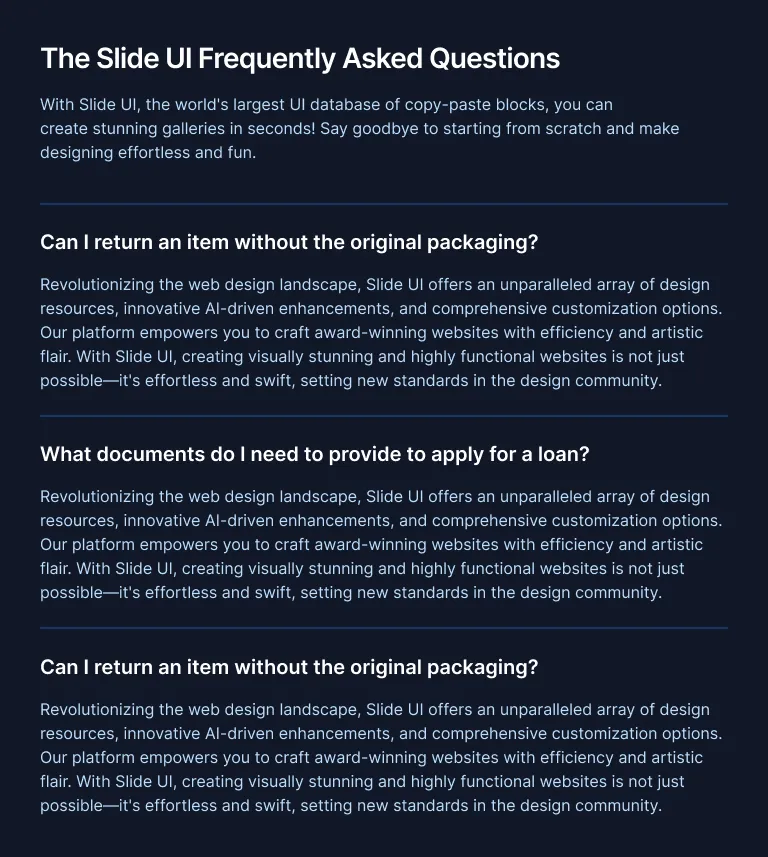 The Slide UI Frequently Asked Questions
With Slide UI, the world's largest UI database of copy-paste blocks, you can
create stunning galleries in seconds! Say goodbye to starting from scratch and make
designing effortless and fun.
Can I return an item without the original packaging?
Revolutionizing the web design landscape, Slide UI offers an unparalleled array of design
resources, innovative AI-driven enhancements, and comprehensive customization options.
Our platform empowers you to craft award-winning websites with efficiency and artistic
flair. With Slide UI, creating visually stunning and highly functional websites is not just
possible—it's effortless and swift, setting new standards in the design community.
What documents do I need to provide to apply for a loan?
Revolutionizing the web design landscape, Slide UI offers an unparalleled array of design
resources, innovative AI-driven enhancements, and comprehensive customization options.
Our platform empowers you to craft award-winning websites with efficiency and artistic
flair. With Slide UI, creating visually stunning and highly functional websites is not just
possible—it's effortless and swift, setting new standards in the design community.
Can I return an item without the original packaging?
Revolutionizing the web design landscape, Slide UI offers an unparalleled array of design
resources, innovative AI-driven enhancements, and comprehensive customization options.
Our platform empowers you to craft award-winning websites with efficiency and artistic
flair. With Slide UI, creating visually stunning and highly functional websites is not just
possible—it's effortless and swift, setting new standards in the design community.